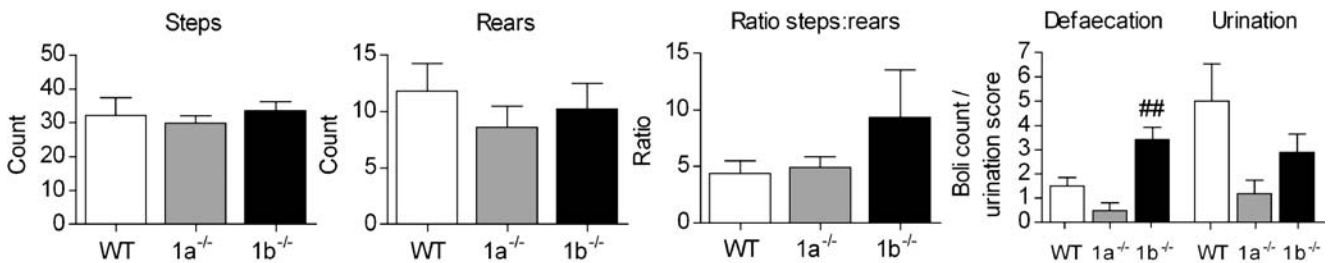 Steps
Count
50
40
30
20
10
0
WT 1a-/- 1b-/-
Rears
Count
15
10
5
0
WT 1a-/- 1b-/-
Ratio steps:rears
Ratio
15
10
5
0
WT 1a-/- 1b-/-
Defaecation Urination
Boli count /
urination score
7
6
5
4
3
2
1
0
##
WT 1a-/- 1b-/- WT 1a-/- 1b-/-